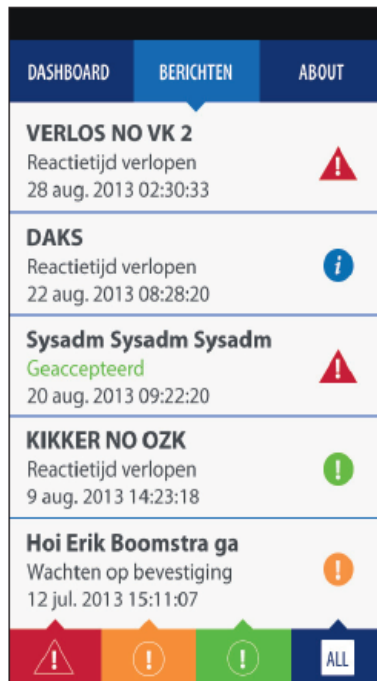 DASHBOARD BERICHTEN ABOUT
VERLOS NO VK 2
Reactietijd verlopen
28 aug. 2013 02:30:33
DAKS
Reactietijd verlopen
22 aug. 2013 08:28:20
Sysadm Sysadm Sysadm
Geaccepteerd
20 aug. 2013 09:22:20
KIKKER NO OZK
Reactietijd verlopen
9 aug. 2013 14:23:18
Hoi Erik Boomstra ga
Wachten op bevestiging
12 jul. 2013 15:11:07
ALL